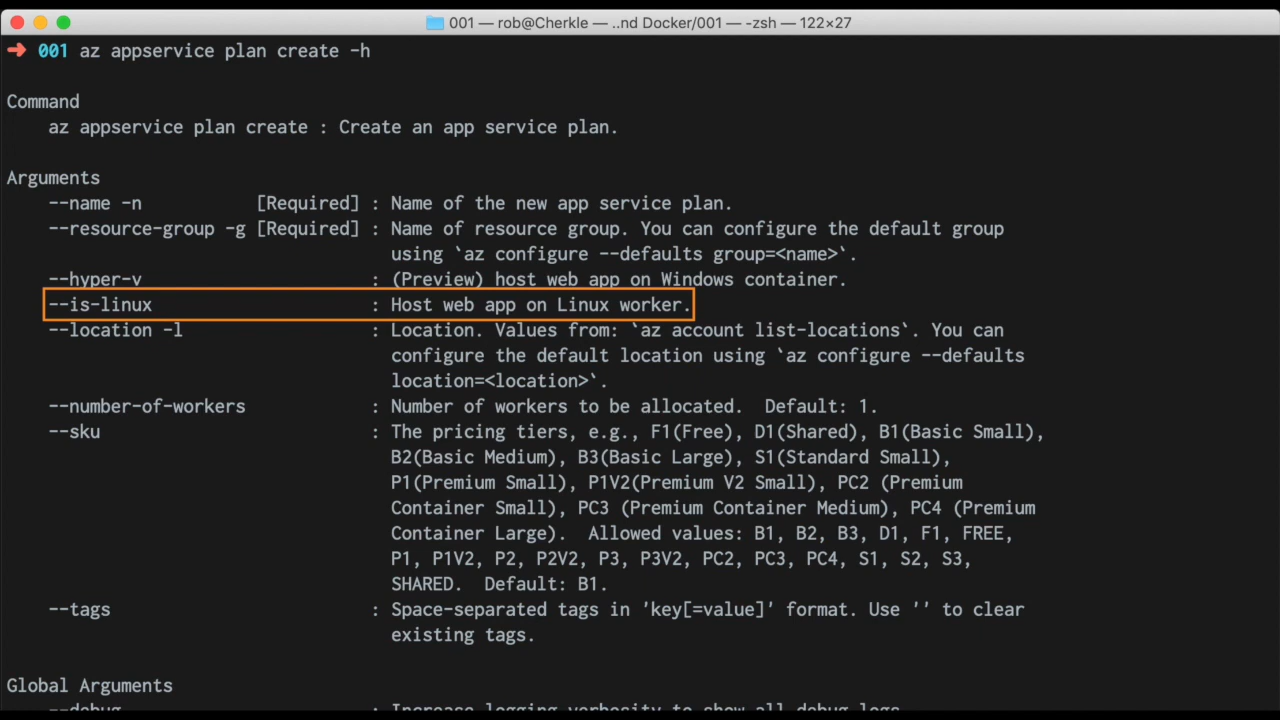 001 — rob@Cherkle — ..nd Docker/001 — -zsh — 122×27
➜ 001 az appservice plan create -h
Command
az appservice plan create : Create an app service plan.
Arguments
--name -n [Required] : Name of the new app service plan.
--resource-group -g [Required] : Name of resource group. You can configure the default group
using `az configure --defaults group=<name>`.
--hyper-v : (Preview) host web app on Windows container.
--is-linux : Host web app on Linux worker.
--location -l : Location. Values from: `az account list-locations`. You can
configure the default location using `az configure --defaults
location=<location>`.
--number-of-workers : Number of workers to be allocated. Default: 1.
--sku : The pricing tiers, e.g., F1(Free), D1(Shared), B1(Basic Small),
B2(Basic Medium), B3(Basic Large), S1(Standard Small),
P1(Premium Small), P1V2(Premium V2 Small), PC2 (Premium
Container Small), PC3 (Premium Container Medium), PC4 (Premium
Container Large). Allowed values: B1, B2, B3, D1, F1, FREE,
P1, P1V2, P2, P2V2, P3, P3V2, PC2, PC3, PC4, S1, S2, S3,
SHARED. Default: B1.
--tags : Space-separated tags in 'key[=value]' format. Use '' to clear
existing tags.
Global Arguments
--debug : Increase logging verbosity to show all debug logs.